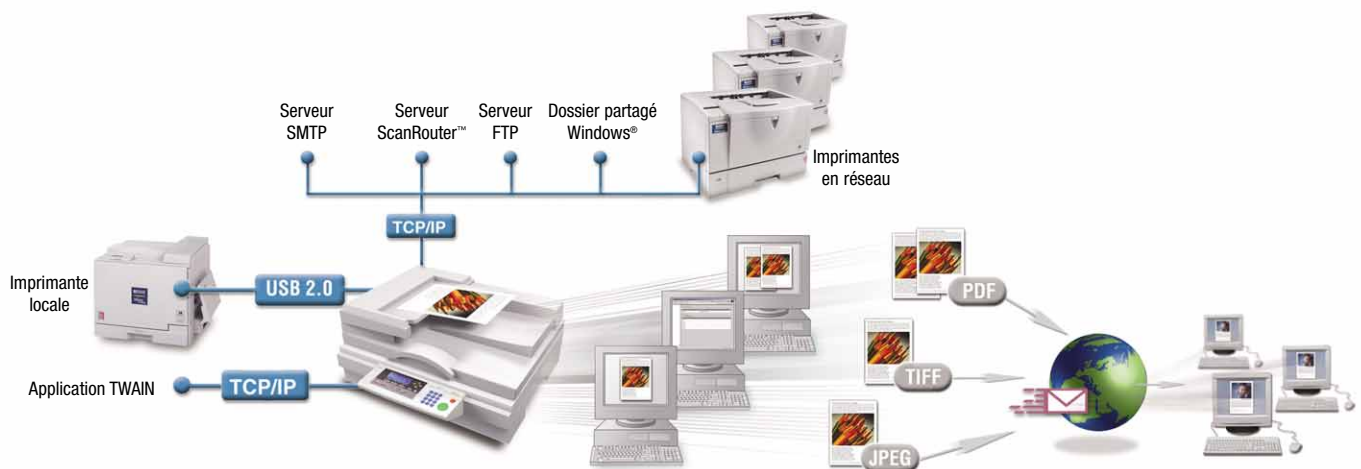 Serveur
SMTP
Serveur
ScanRouter™
Serveur
FTP
Dossier partagé
Windows®
Imprimantes
en réseau
TCP/IP
Imprimante
locale
USB 2.0
Application TWAIN
TCP/IP
PDF
TIFF
JPEG